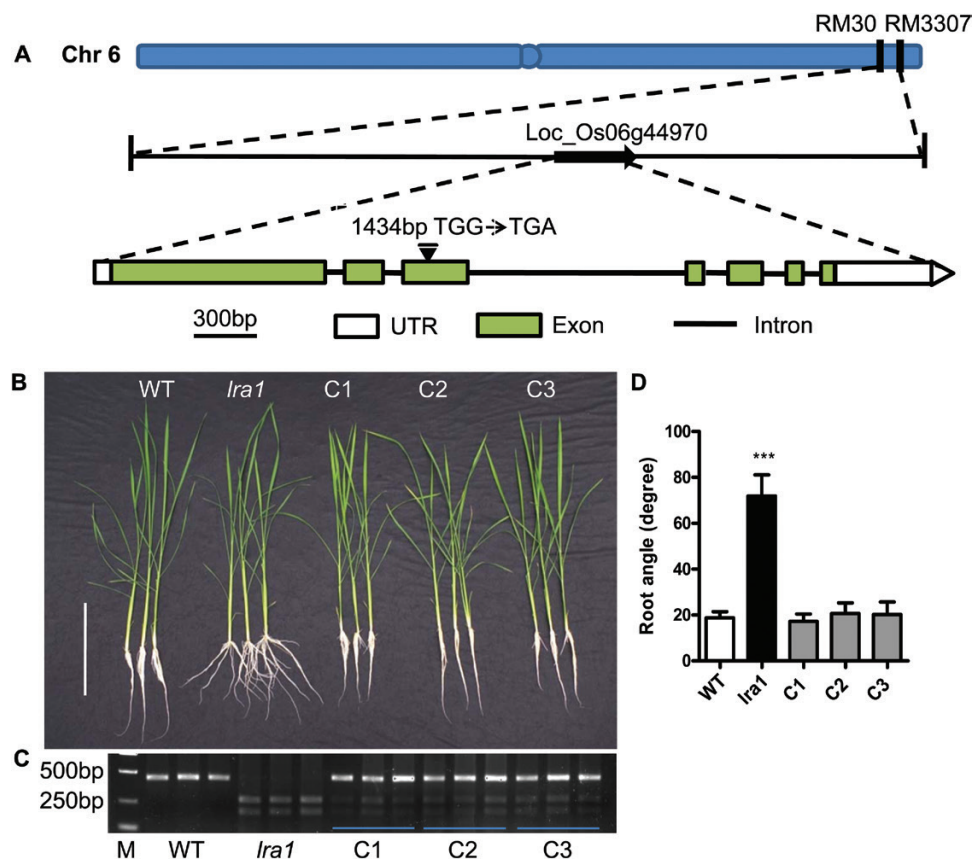 A
Chr 6
RM30 RM3307
Loc_Os06g44970
1434bp TGG→TGA
300bp
UTR
Exon
Intron
B
WT
lra1
C1
C2
C3
C
500bp
250bp
M
WT
lra1
C1
C2
C3
D
Root angle (degree)
100
80
60
40
20
0
***
WT
lra1
C1
C2
C3